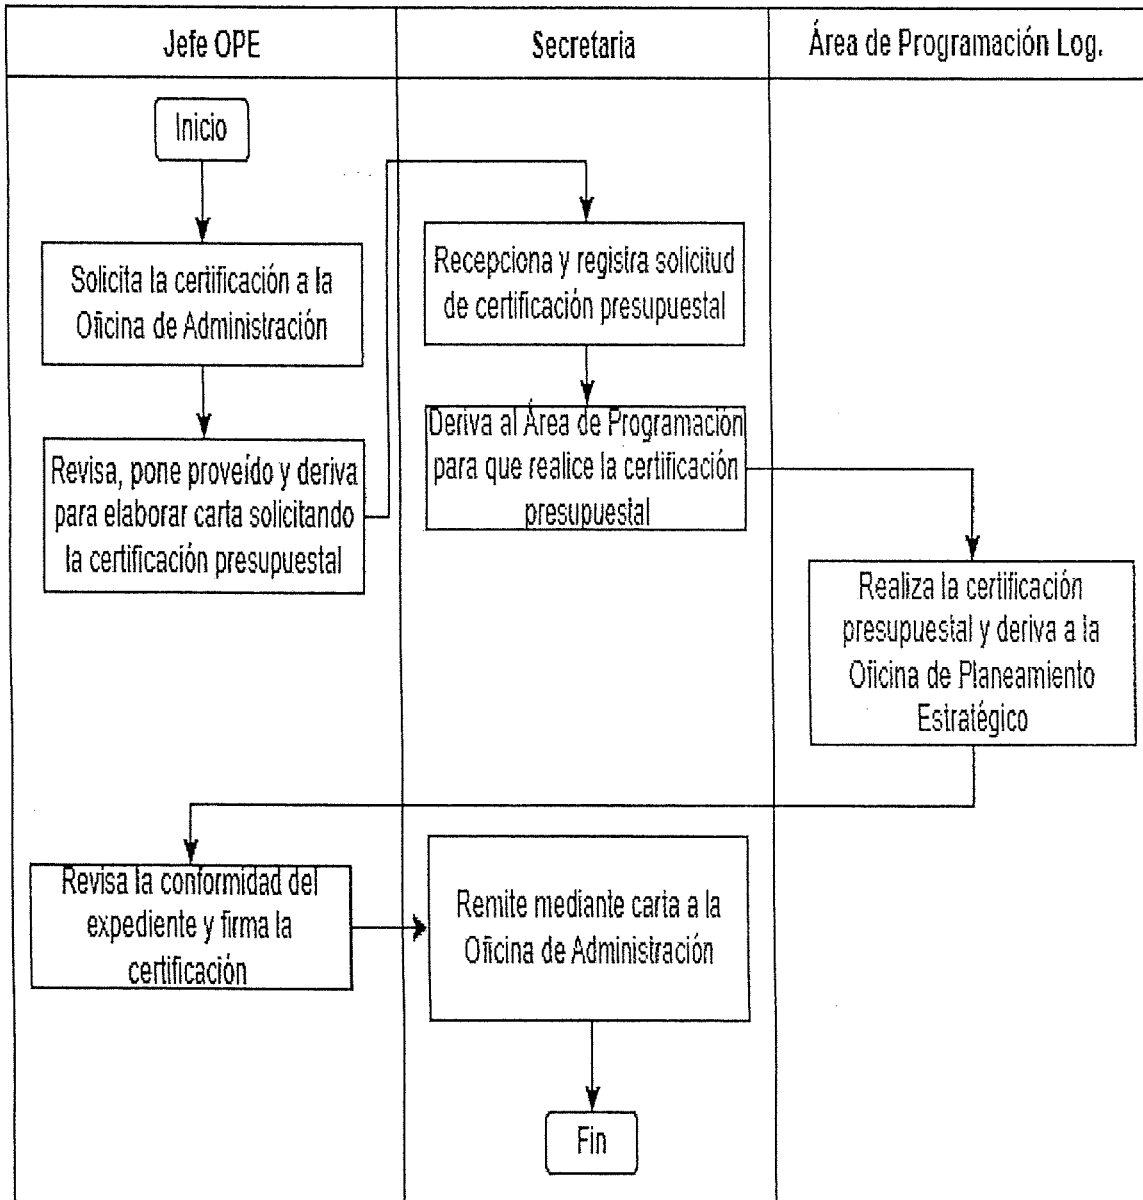 Jefe OPE
Secretaria
Área de Programación Log.
Inicio
Solicita la certificación a la
Oficina de Administración
Revisa, pone proveído y deriva
para elaborar carta solicitando
la certificación presupuestal
Recepciona y registra solicitud
de certificación presupuestal
Deriva al Área de Programación
para que realice la certificación
presupuestal
Realiza la certificación
presupuestal y deriva a la
Oficina de Planeamiento
Estratégico
Revisa la conformidad del
expediente y firma la
certificación
Remite mediante carta a la
Oficina de Administración
Fin